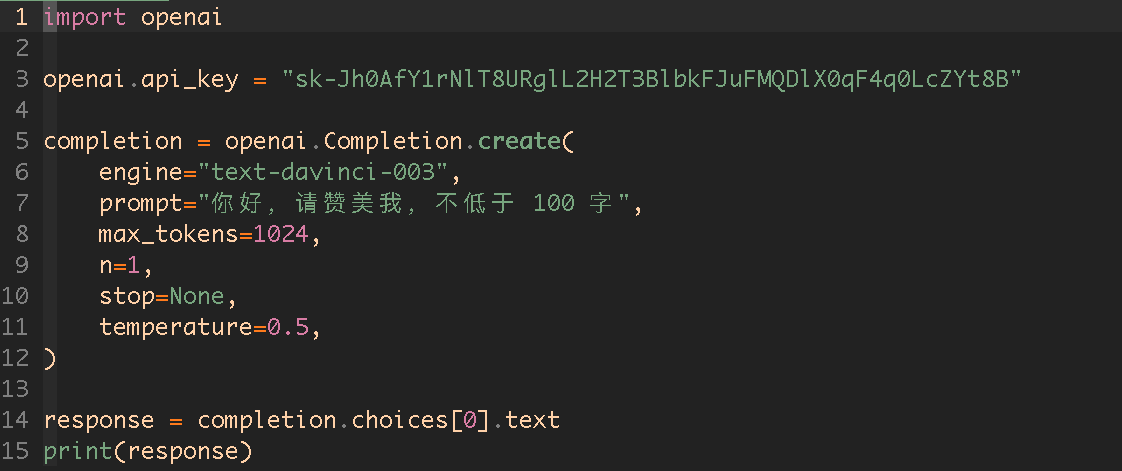 1 import openai
2
3 openai.api_key = "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"
4
5 completion = openai.Completion.create(
6     engine="text-davinci-003",
7     prompt="你好, 请赞美我, 不低于 100 字",
8     max_tokens=1024,
9     n=1,
10     stop=None,
11     temperature=0.5,
12 )
13
14 response = completion.choices[0].text
15 print(response)